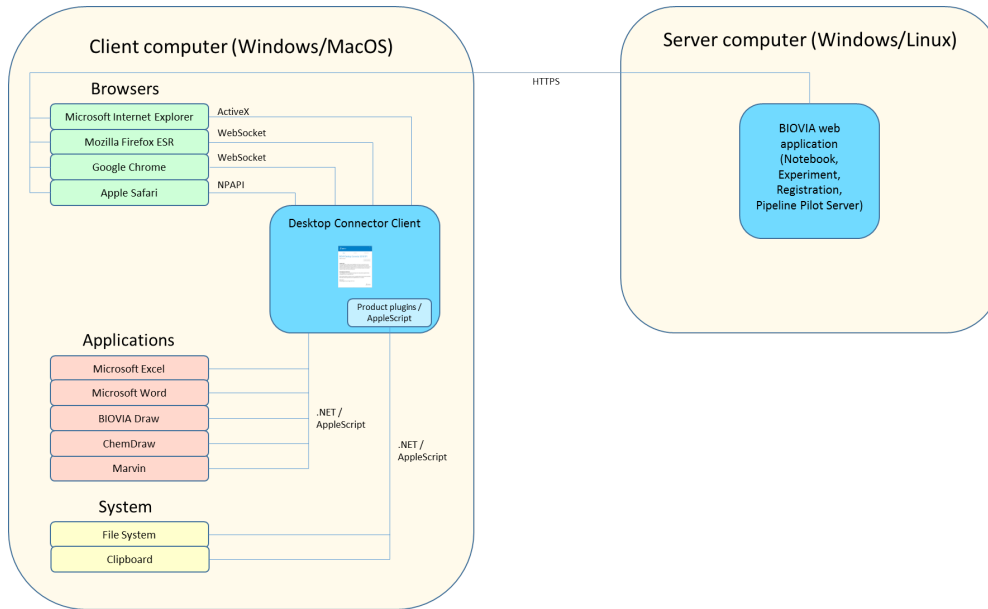 Client computer (Windows/MacOS)
Server computer (Windows/Linux)
HTTPS
Browsers
Microsoft Internet Explorer
ActiveX
Mozilla Firefox ESR
WebSocket
Google Chrome
WebSocket
Apple Safari
NPAPI
BIOVIA web
application
(Notebook,
Experiment,
Registration,
Pipeline Pilot Server)
Desktop Connector Client
Product plugins /
AppleScript
Applications
Microsoft Excel
Microsoft Word
BIOVIA Draw
ChemDraw
Marvin
.NET /
AppleScript
.NET /
AppleScript
System
File System
Clipboard